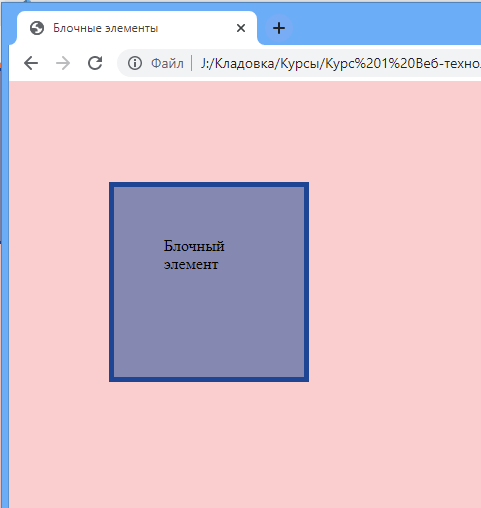 Блочные элементы
Файл J:/Кладовка/Курсы/Курс%201%20Веб-техно
Блочный
элемент